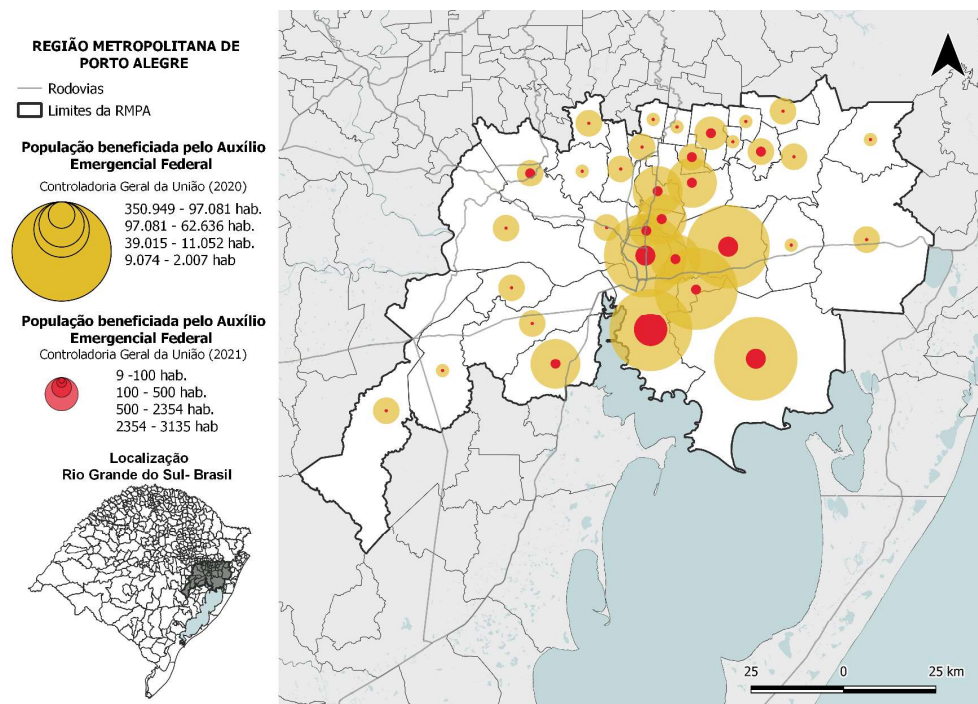 REGIÃO METROPOLITANA DE
PORTO ALEGRE
Rodovias
Limites da RMPA
População beneficiada pelo Auxílio
Emergencial Federal
Controladoria Geral da União (2020)
350.949 - 97.081 hab.
97.081 - 62.636 hab.
39.015 - 11.052 hab.
9.074 - 2.007 hab
População beneficiada pelo Auxílio
Emergencial Federal
Controladoria Geral da União (2021)
9 -100 hab.
100 - 500 hab.
500 - 2354 hab.
2354 - 3135 hab
Localização
Rio Grande do Sul- Brasil
25 0 25 km